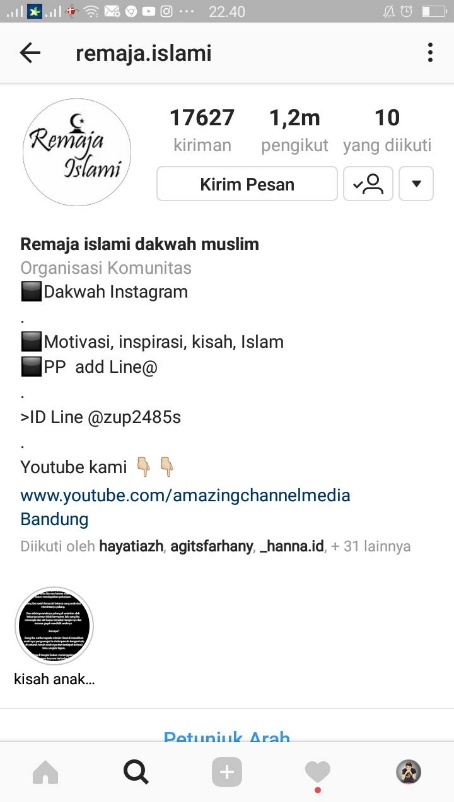 22.40
remaja.islami
Remaja
Islami
17627 1,2m 10
kiriman pengikut yang diikuti
Kirim Pesan
Remaja islami dakwah muslim
Organisasi Komunitas
Dakwah Instagram
.
Motivasi, inspirasi, kisah, Islam
PP add Line@
.
>ID Line @zup2485s
.
Youtube kami 👇🏼 👇🏼
www.youtube.com/amazingchannelmedia
Bandung
Diikuti oleh hayatiazh, agitsfarhany, _hanna.id, + 31 lainnya
kisah anak...
Petunjuk Arah